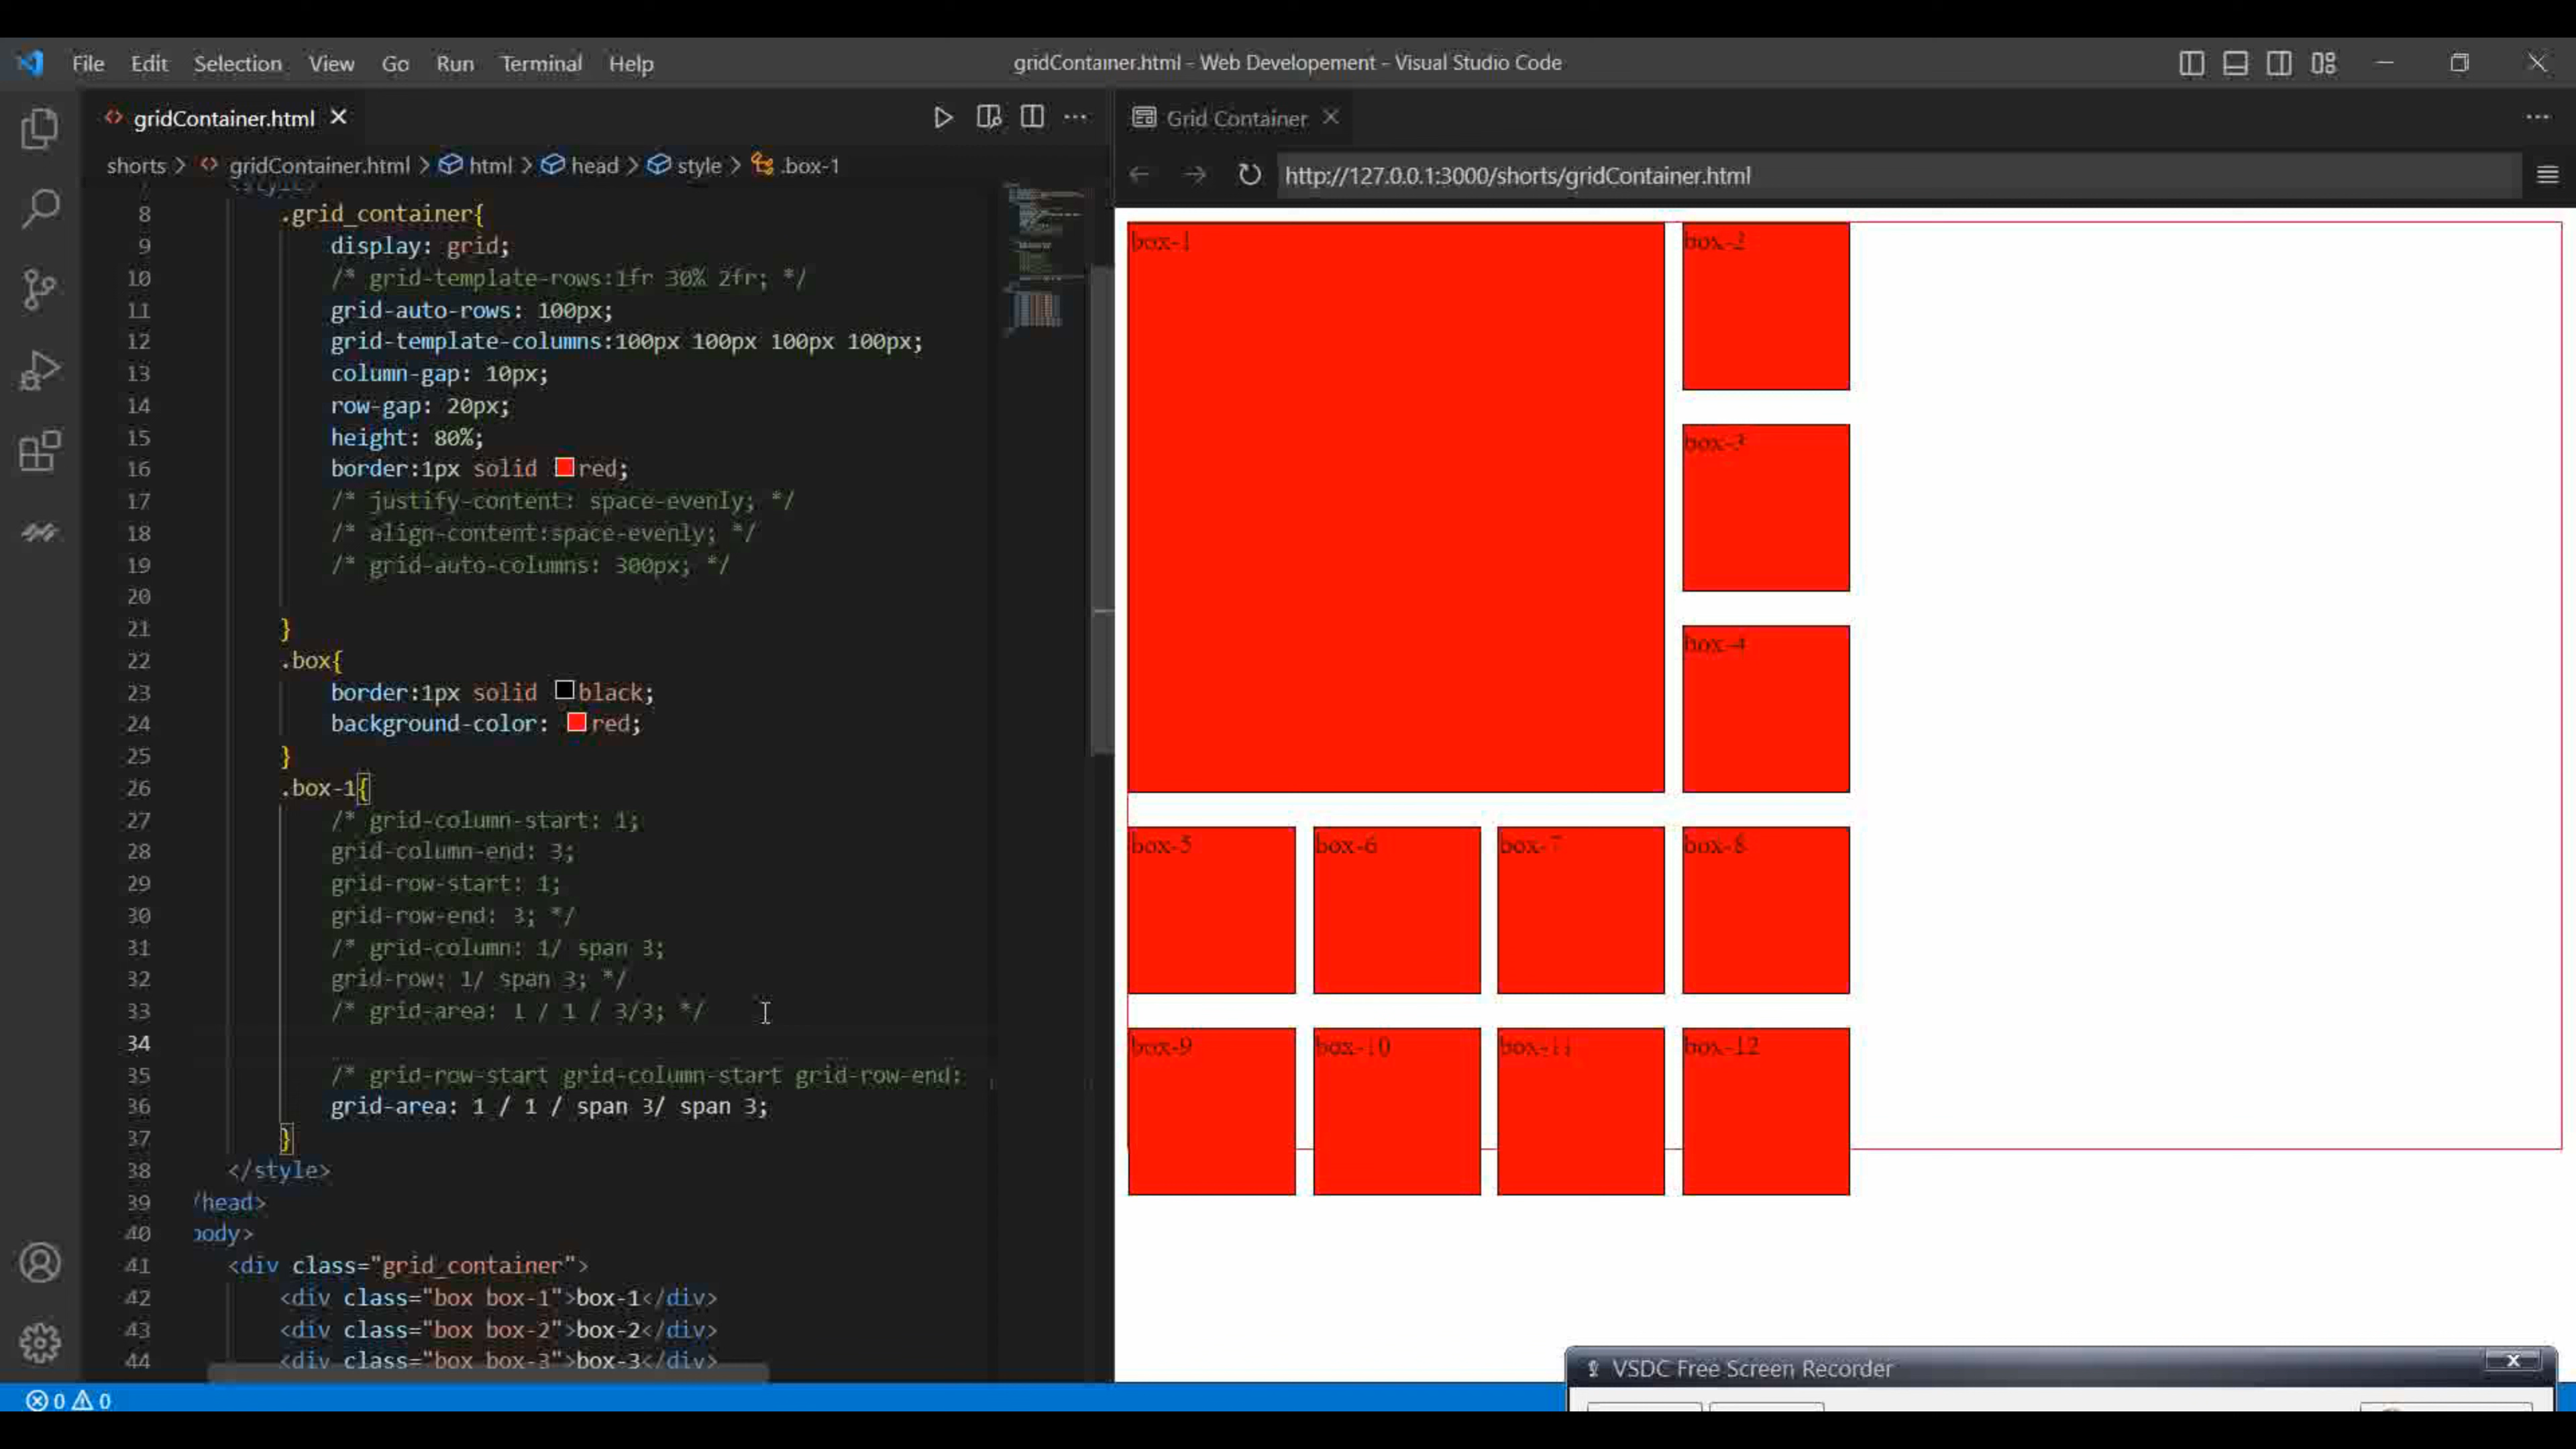 File Edit Selection View Go Run Terminal Help
gridContainer.html - Web Developement - Visual Studio Code
gridContainer.html
shorts > gridContainer.html > html > head > style > .box-1
7 <style>
8 .grid_container{
9 display: grid;
10 /* grid-template-rows:1fr 30% 2fr; */
11 grid-auto-rows: 100px;
12 grid-template-columns:100px 100px 100px 100px;
13 column-gap: 10px;
14 row-gap: 20px;
15 height: 80%;
16 border:1px solid red;
17 /* justify-content: space-evenly; */
18 /* align-content:space-evenly; */
19 /* grid-auto-columns: 300px; */
20
21 }
22 .box{
23 border:1px solid black;
24 background-color: red;
25 }
26 .box-1{
27 /* grid-column-start: 1;
28 grid-column-end: 3;
29 grid-row-start: 1;
30 grid-row-end: 3; */
31 /* grid-column: 1/ span 3;
32 grid-row: 1/ span 3; */
33 /* grid-area: 1 / 1 / 3/3; */
34
35 /* grid-row-start grid-column-start grid-row-end:
36 grid-area: 1 / 1 / span 3/ span 3;
37 }
38 </style>
39 /head>
40 body>
41 <div class="grid_container">
42 <div class="box box-1">box-1</div>
43 <div class="box box-2">box-2</div>
44 <div class="box box-3">box-3</div>
0 0
Grid Container
http://127.0.0.1:3000/shorts/gridContainer.html
box-1
box-2
box-3
box-4
box-5
box-6
box-7
box-8
box-9
box-10
box-11
box-12
VSDC Free Screen Recorder